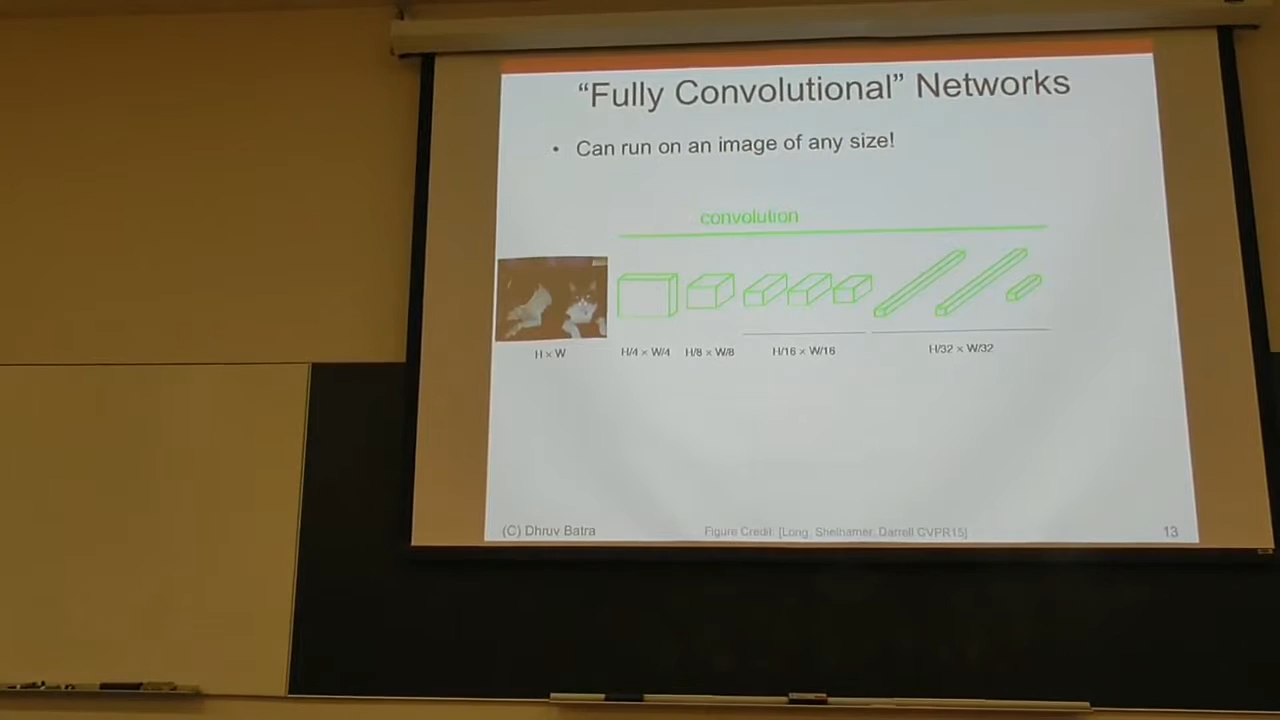 “Fully Convolutional” Networks
• Can run on an image of any size!
convolution
H × W
H/4 × W/4
H/8 × W/8
H/16 × W/16
H/32 × W/32
(C) Dhruv Batra
Figure Credit: [Long, Shelhamer, Darrell CVPR15]
13